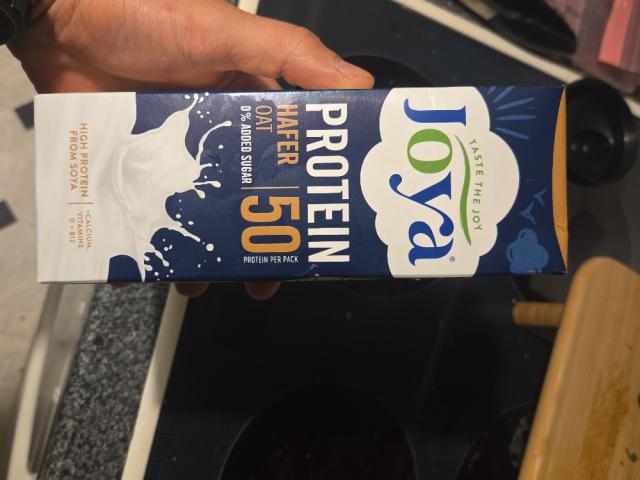 Joya®
TASTE THE JOY
PROTEIN
HAFER
OAT
0% ADDED SUGAR
50
PROTEIN PER PACK
HIGH PROTEIN
FROM SOYA
+CALCIUM,
VITAMINS
D + B12